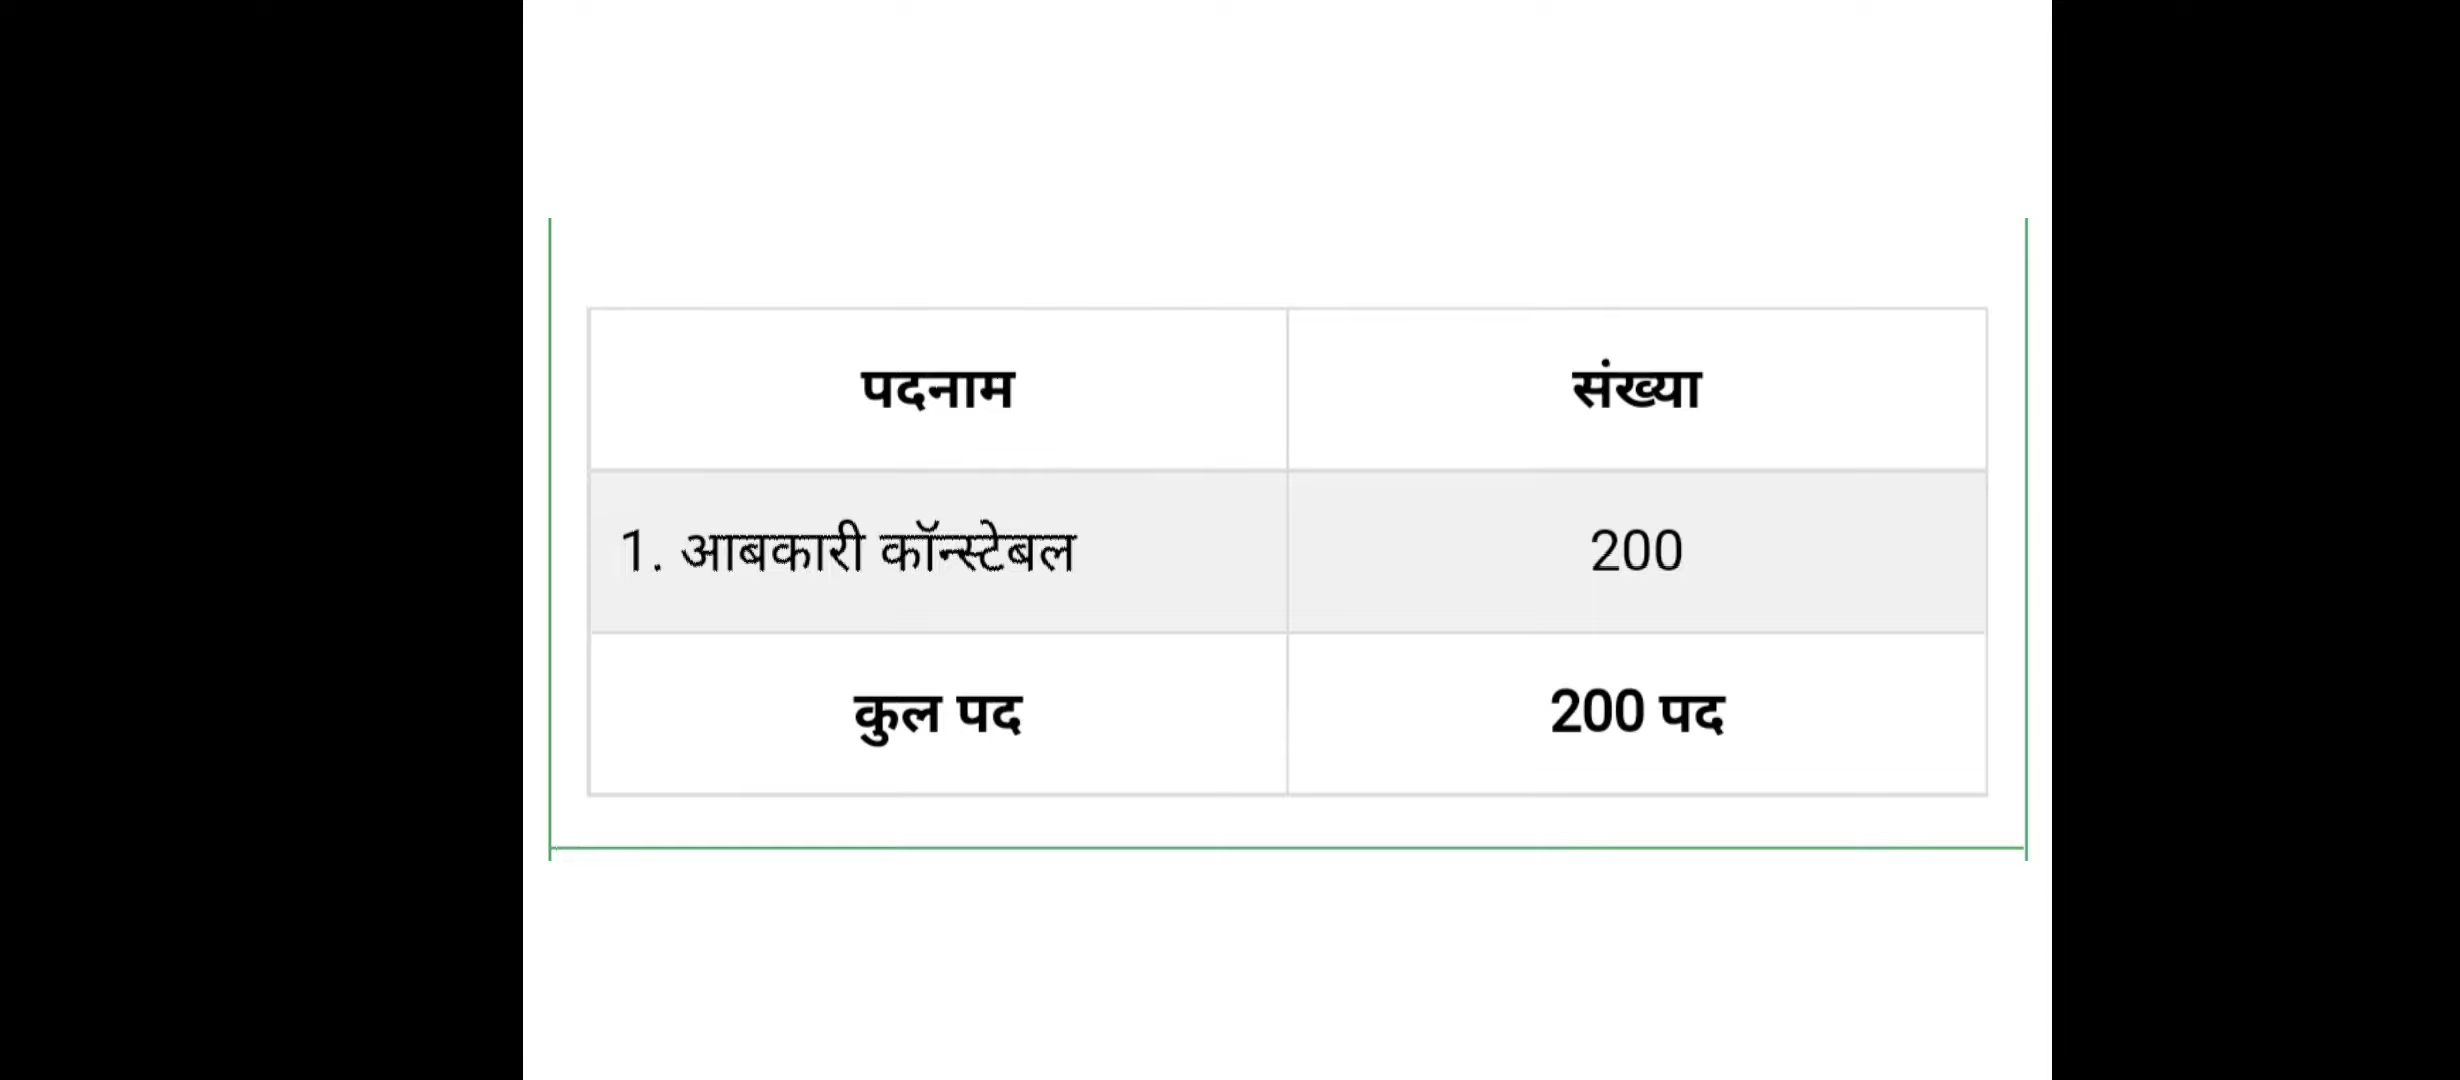 पदनाम संख्या
1. आबकारी कॉन्स्टेबल 200
कुल पद 200 पद